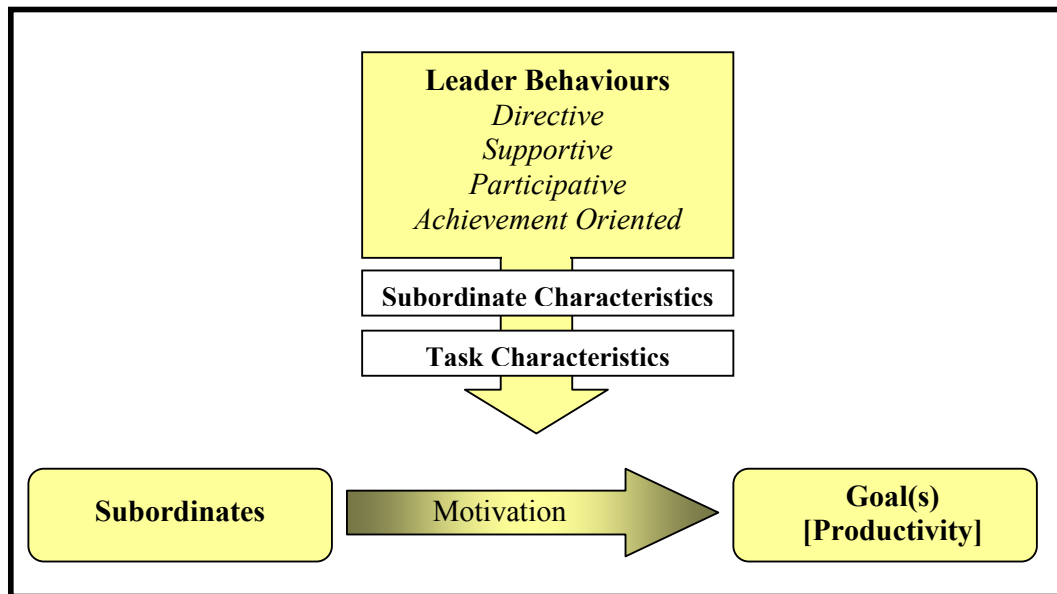 Leader Behaviours
Directive
Supportive
Participative
Achievement Oriented
Subordinate Characteristics
Task Characteristics
Subordinates
Motivation
Goal(s)
[Productivity]